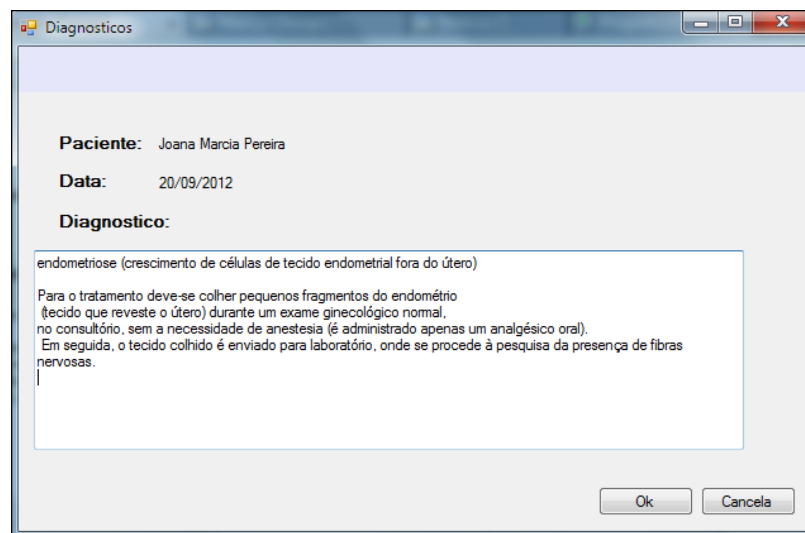 Diagnosticos
Paciente: Joana Marcia Pereira
Data: 20/09/2012
Diagnostico:
endometriose (crescimento de células de tecido endometrial fora do útero)
Para o tratamento deve-se colher pequenos fragmentos do endométrio
(tecido que reveste o útero) durante um exame ginecológico normal,
no consultório, sem a necessidade de anestesia (é administrado apenas um analgésico oral).
Em seguida, o tecido colhido é enviado para laboratório, onde se procede à pesquisa da presença de fibras
nervosas.
Ok Cancela